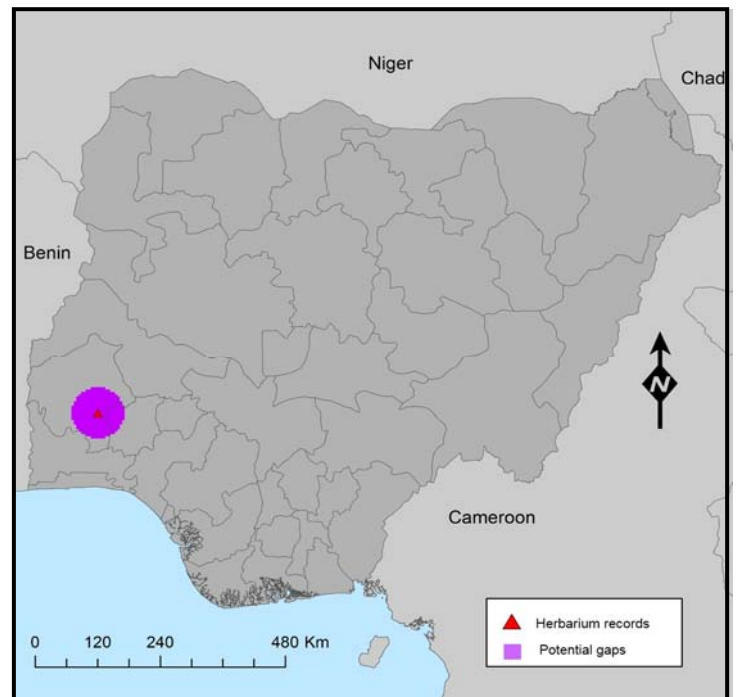 Niger
Chad
Benin
N
Cameroon
Herbarium records
Potential gaps
0 120 240 480 Km